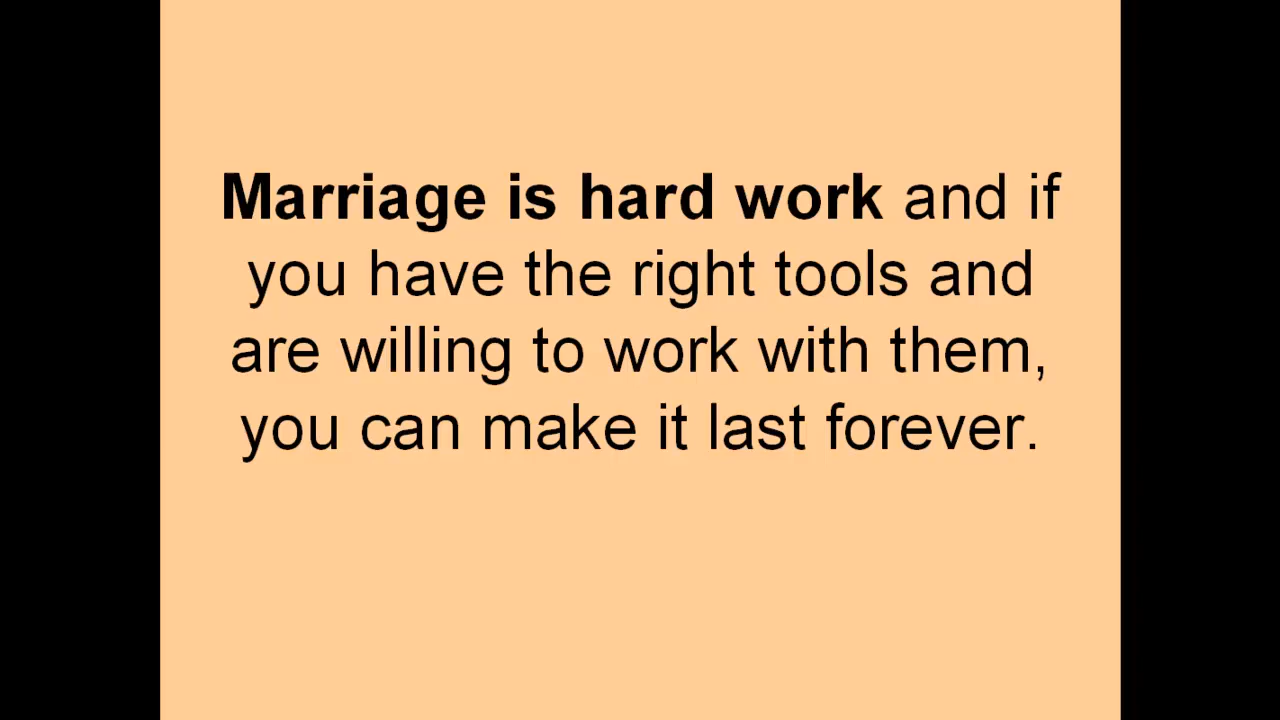 Marriage is hard work and if
you have the right tools and
are willing to work with them,
you can make it last forever.